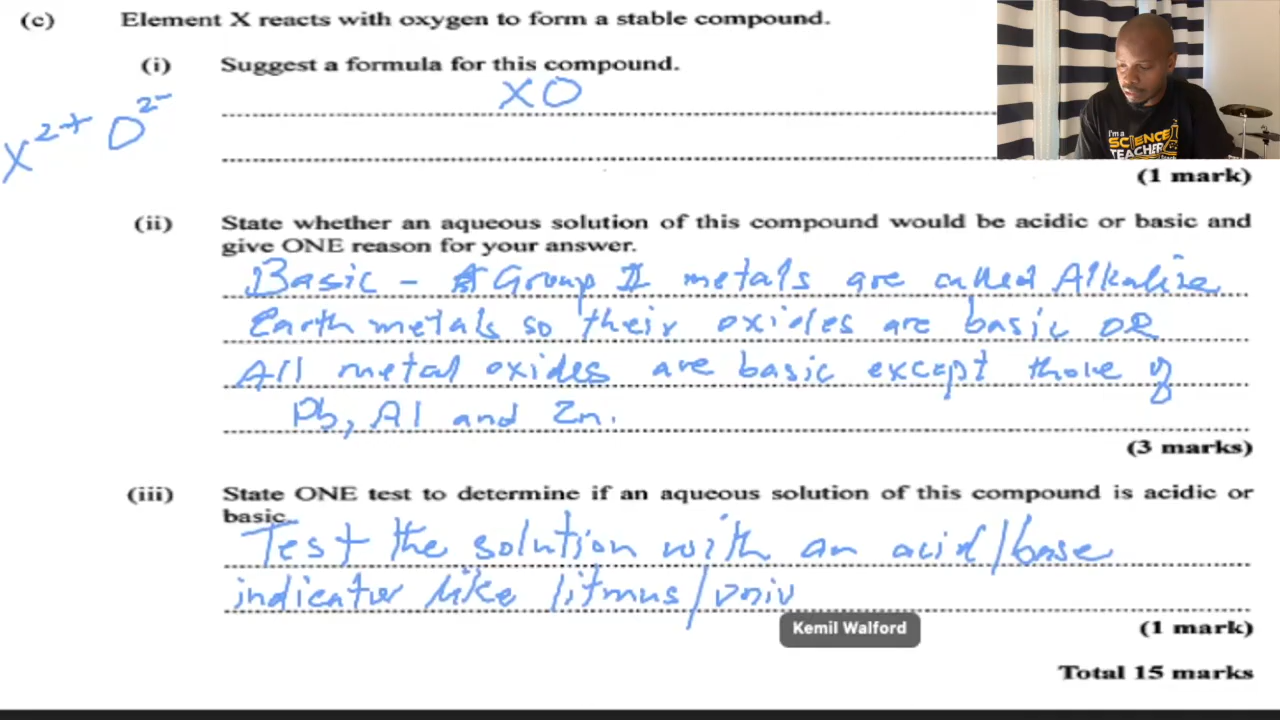 (c) Element X reacts with oxygen to form a stable compound.
(i) Suggest a formula for this compound.
XO
X²⁺ O²⁻
(1 mark)
I'm a
SCIENCE
TEACHER
(ii) State whether an aqueous solution of this compound would be acidic or basic and
give ONE reason for your answer.
Basic - Group II metals are called Alkaline
Earth metals so their oxides are basic OR
All metal oxides are basic except those of
Pb, Al and Zn.
(3 marks)
(iii) State ONE test to determine if an aqueous solution of this compound is acidic or
basic.
Test the solution with an acid/base
indicator like litmus/univ
Kemil Walford
(1 mark)
Total 15 marks